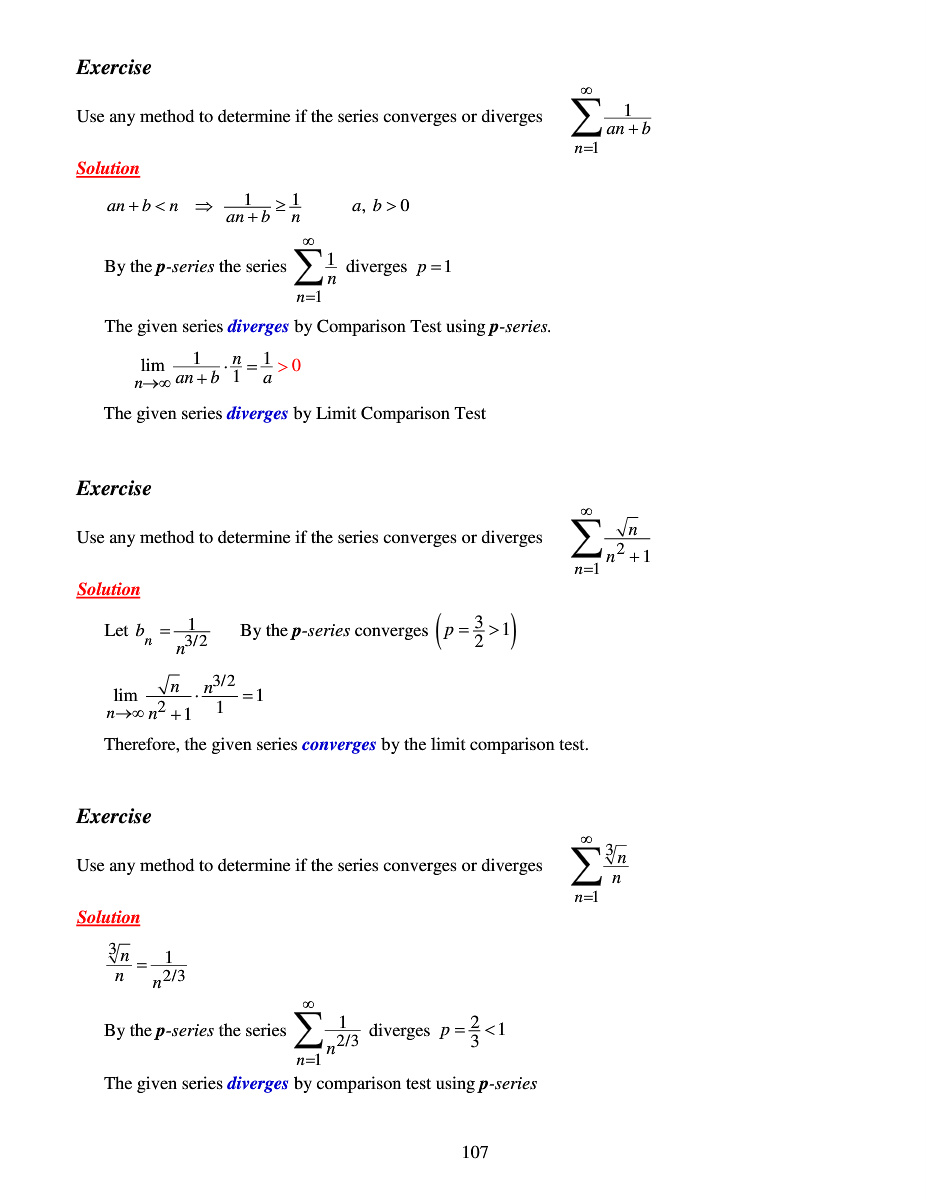 Exercise
Use any method to determine if the series converges or diverges $\sum_{n=1}^{\infty} \frac{1}{an+b}$
Solution
$an+b<n \Rightarrow \frac{1}{an+b} \geq \frac{1}{n} \quad a, b>0$
By the p-series the series $\sum_{n=1}^{\infty} \frac{1}{n}$ diverges $p=1$
The given series diverges by Comparison Test using p-series.
$\lim_{n\to\infty} \frac{1}{an+b} \cdot \frac{n}{1} = \frac{1}{a} > 0$
The given series diverges by Limit Comparison Test
Exercise
Use any method to determine if the series converges or diverges $\sum_{n=1}^{\infty} \frac{\sqrt{n}}{n^2+1}$
Solution
Let $b_n = \frac{1}{n^{3/2}}$ By the p-series converges $\left(p=\frac{3}{2}>1\right)$
$\lim_{n\to\infty} \frac{\sqrt{n}}{n^2+1} \cdot \frac{n^{3/2}}{1} = 1$
Therefore, the given series converges by the limit comparison test.
Exercise
Use any method to determine if the series converges or diverges $\sum_{n=1}^{\infty} \frac{\sqrt[3]{n}}{n}$
Solution
$\frac{\sqrt[3]{n}}{n} = \frac{1}{n^{2/3}}$
By the p-series the series $\sum_{n=1}^{\infty} \frac{1}{n^{2/3}}$ diverges $p=\frac{2}{3}<1$
The given series diverges by comparison test using p-series
107